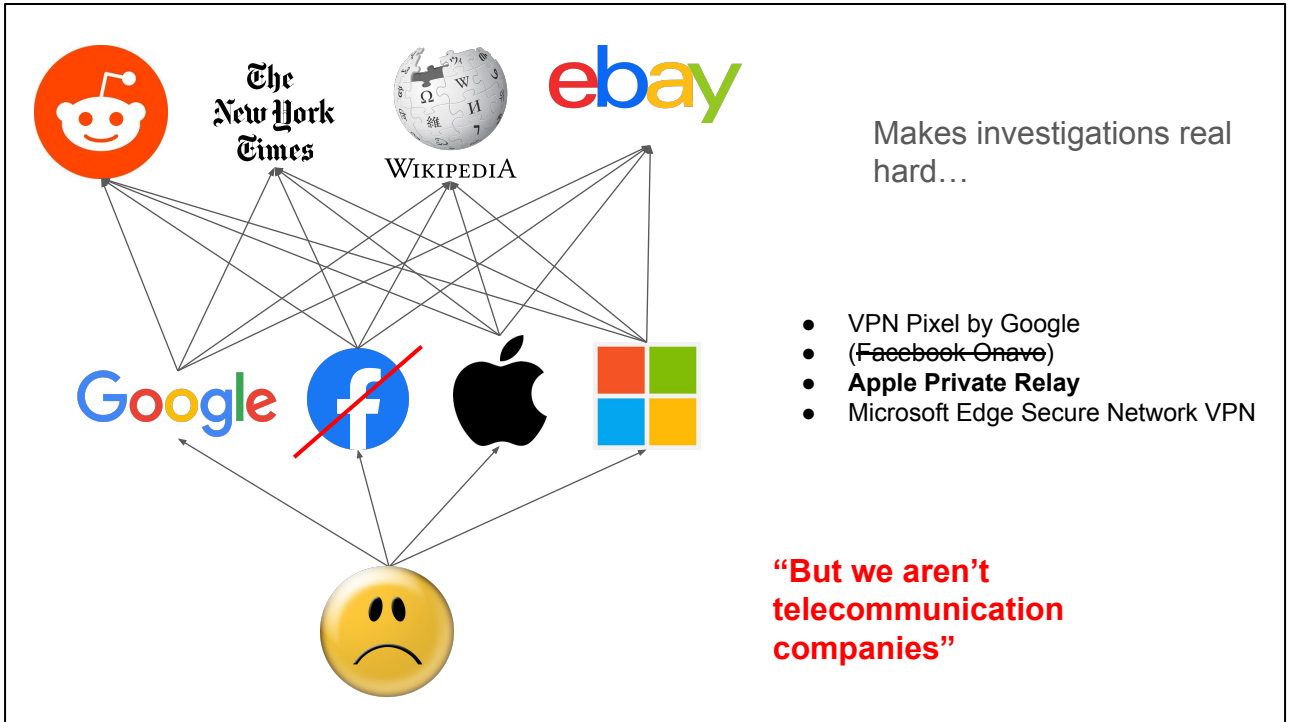 The
New York
Times
WIKIPEDIA
ebay
Makes investigations real
hard…
Google
● VPN Pixel by Google
● (Facebook Onavo)
● Apple Private Relay
● Microsoft Edge Secure Network VPN
“But we aren’t
telecommunication
companies”